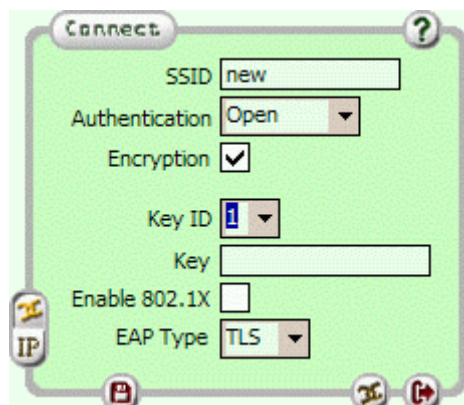 Connect
?
SSID new
Authentication Open
Encryption
Key ID 1
Key
Enable 802.1X
EAP Type TLS
IP